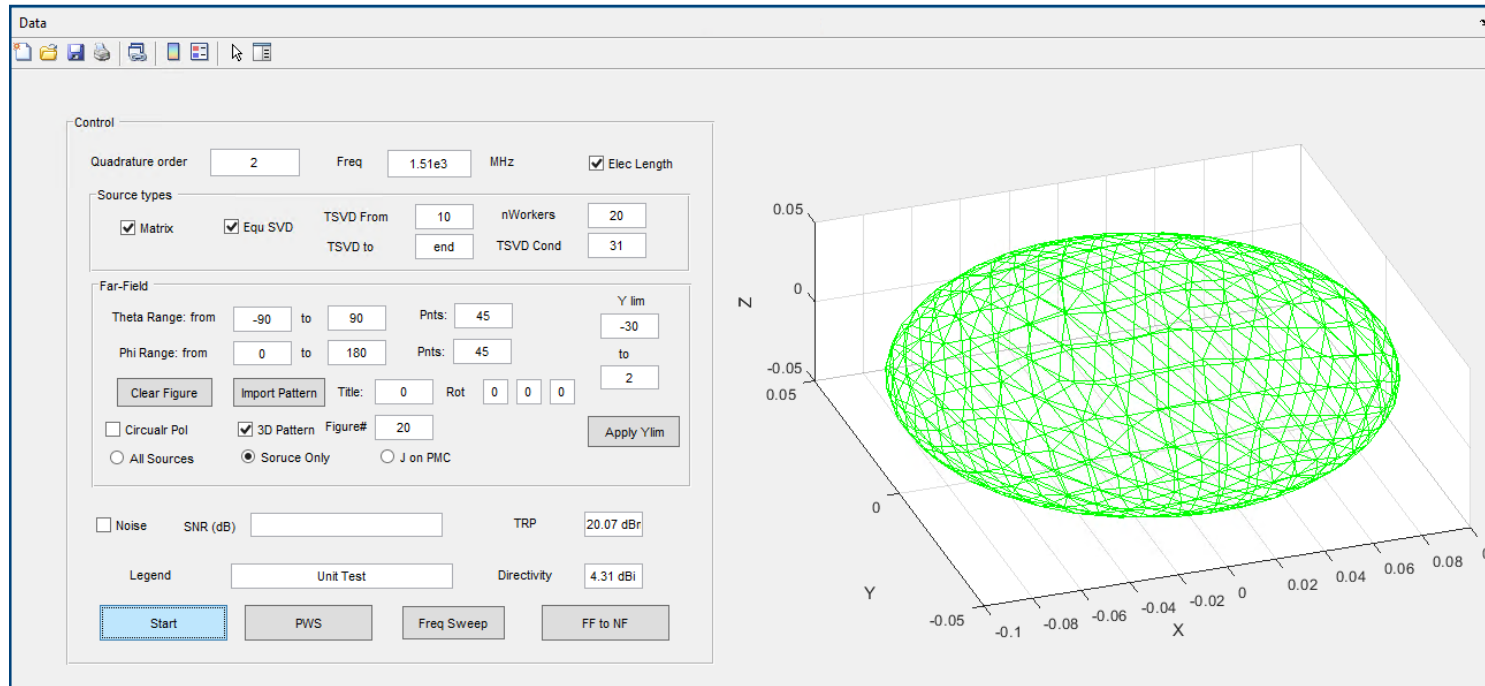 Data
Control
Quadrature order 2 Freq 1.51e3 MHz Elec Length
Source types
Matrix Equ SVD TSVD From 10 nWorkers 20
TSVD to end TSVD Cond 31
Far-Field
Y lim
Theta Range: from -90 to 90 Pnts: 45 -30
Phi Range: from 0 to 180 Pnts: 45 to
2
Clear Figure Import Pattern Title: 0 Rot 0 0 0
Circualr Pol 3D Pattern Figure# 20 Apply Ylim
All Sources Soruce Only J on PMC
Noise SNR (dB) TRP 20.07 dBr
Legend Unit Test Directivity 4.31 dBi
Start PWS Freq Sweep FF to NF
0.05
0
-0.05
Z
0.05
0
-0.05
Y
-0.1 -0.08 -0.06 -0.04 -0.02 0 0.02 0.04 0.06 0.08
X